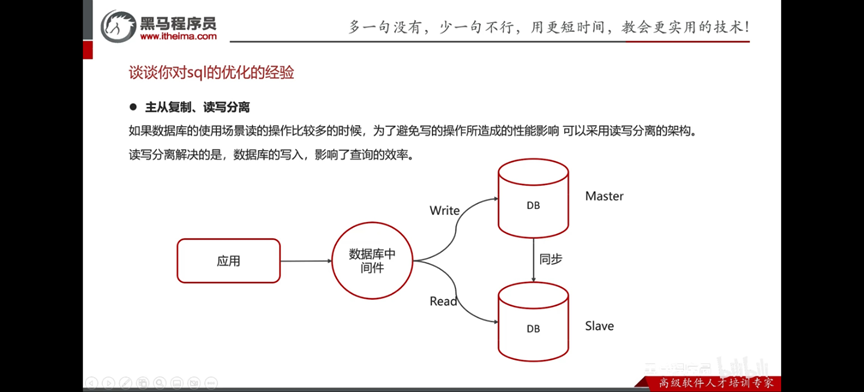 黑马程序员
www.itheima.com
多一句没有，少一句不行，用更短时间，教会更实用的技术！
谈谈你对sql的优化的经验
● 主从复制、读写分离
如果数据库的使用场景读的操作比较多的时候，为了避免写的操作所造成的性能影响 可以采用读写分离的架构。
读写分离解决的是，数据库的写入，影响了查询的效率。
Write
DB
Master
应用
数据库中
间件
同步
Read
DB
Slave
高级软件人才培训专家